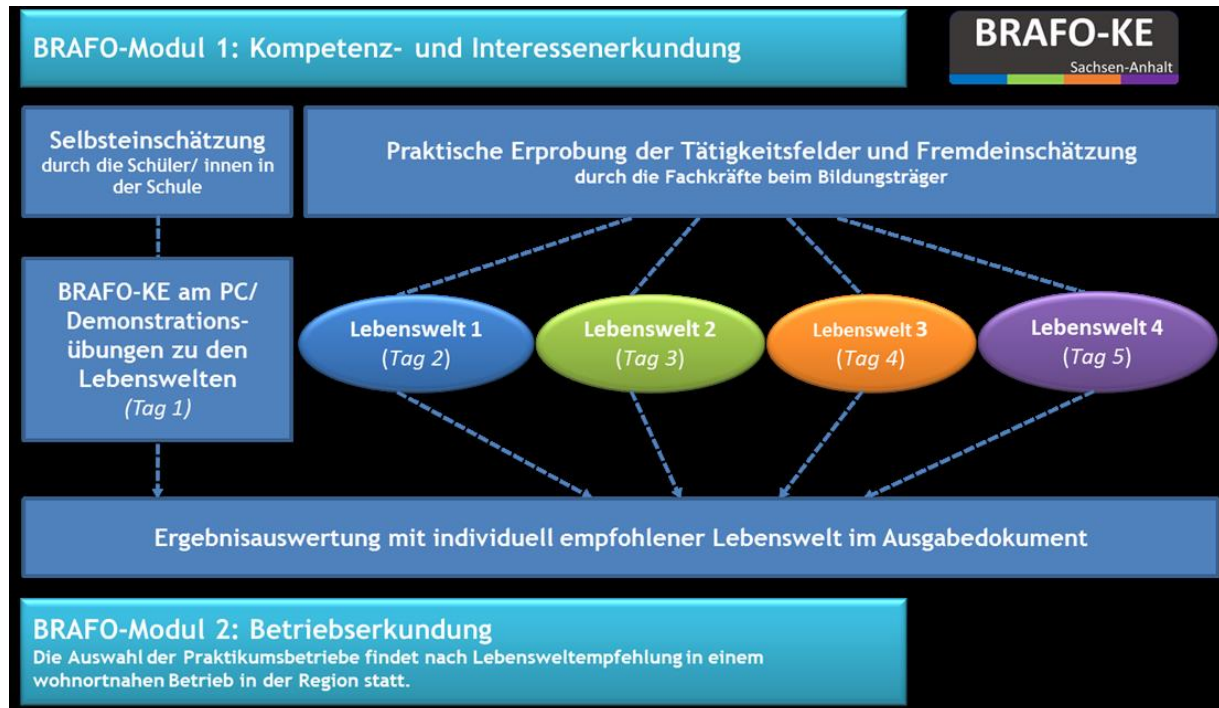 BRAFO-Modul 1: Kompetenz- und Interessenerkundung
BRAFO-KE
Sachsen-Anhalt
Selbsteinschätzung
durch die Schüler/ innen in
der Schule
Praktische Erprobung der Tätigkeitsfelder und Fremdeinschätzung
durch die Fachkräfte beim Bildungsträger
BRAFO-KE am PC/
Demonstrations-
übungen zu den
Lebenswelten
(Tag 1)
Lebenswelt 1
(Tag 2)
Lebenswelt 2
(Tag 3)
Lebenswelt 3
(Tag 4)
Lebenswelt 4
(Tag 5)
Ergebnisauswertung mit individuell empfohlener Lebenswelt im Ausgabedokument
BRAFO-Modul 2: Betriebserkundung
Die Auswahl der Praktikumsbetriebe findet nach Lebensweltempfehlung in einem
wohnortnahen Betrieb in der Region statt.